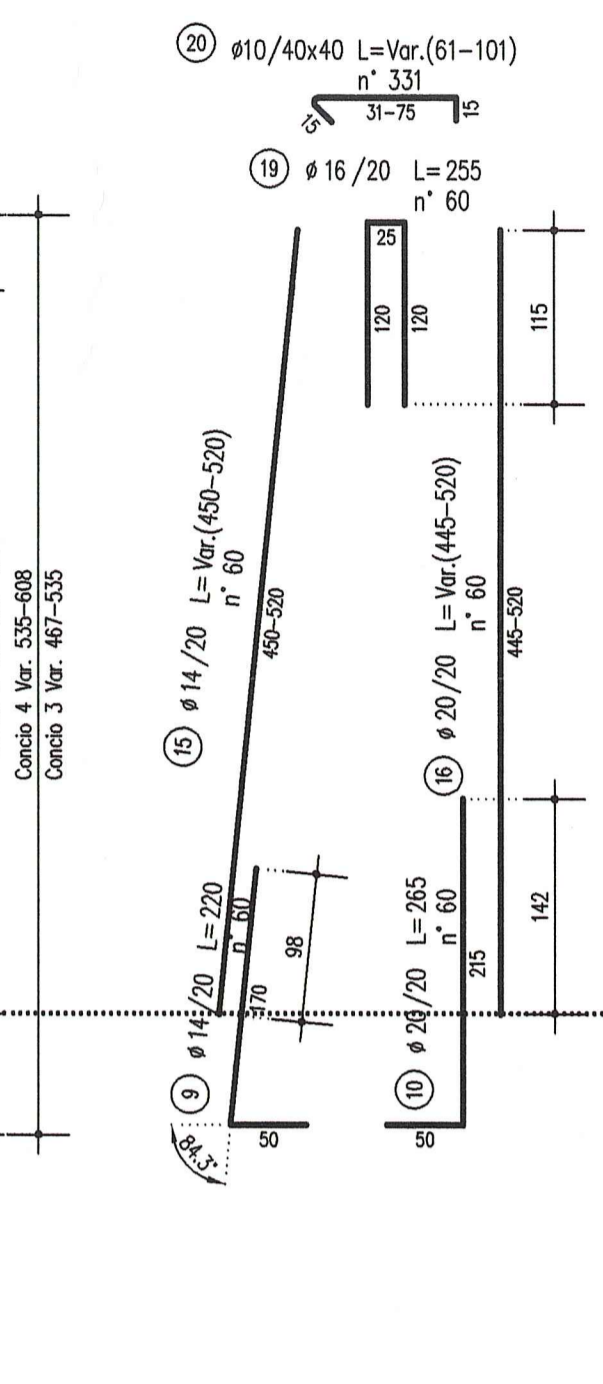 20 ø10/40x40 L=Var.(61-101)
n° 331
15 31-75 15
19 ø 16/20 L=255
n° 60
25
120 120
115
15 ø 14/20 L=Var.(450-520)
n° 60
450-520
16 ø 20/20 L=Var.(445-520)
n° 60
445-520
Concio 4 Var. 535-608
Concio 3 Var. 467-535
9 ø 14/20 L=220
n° 60
170
98
10 ø 20/20 L=265
n° 60
215
142
84.3°
50
50